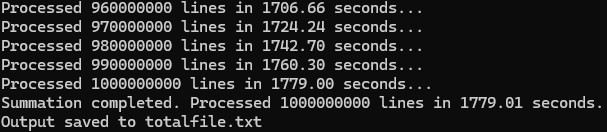 Processed 960000000 lines in 1706.66 seconds...
Processed 970000000 lines in 1724.24 seconds...
Processed 980000000 lines in 1742.70 seconds...
Processed 990000000 lines in 1760.30 seconds...
Processed 1000000000 lines in 1779.00 seconds...
Summation completed. Processed 1000000000 lines in 1779.01 seconds.
Output saved to totalfile.txt